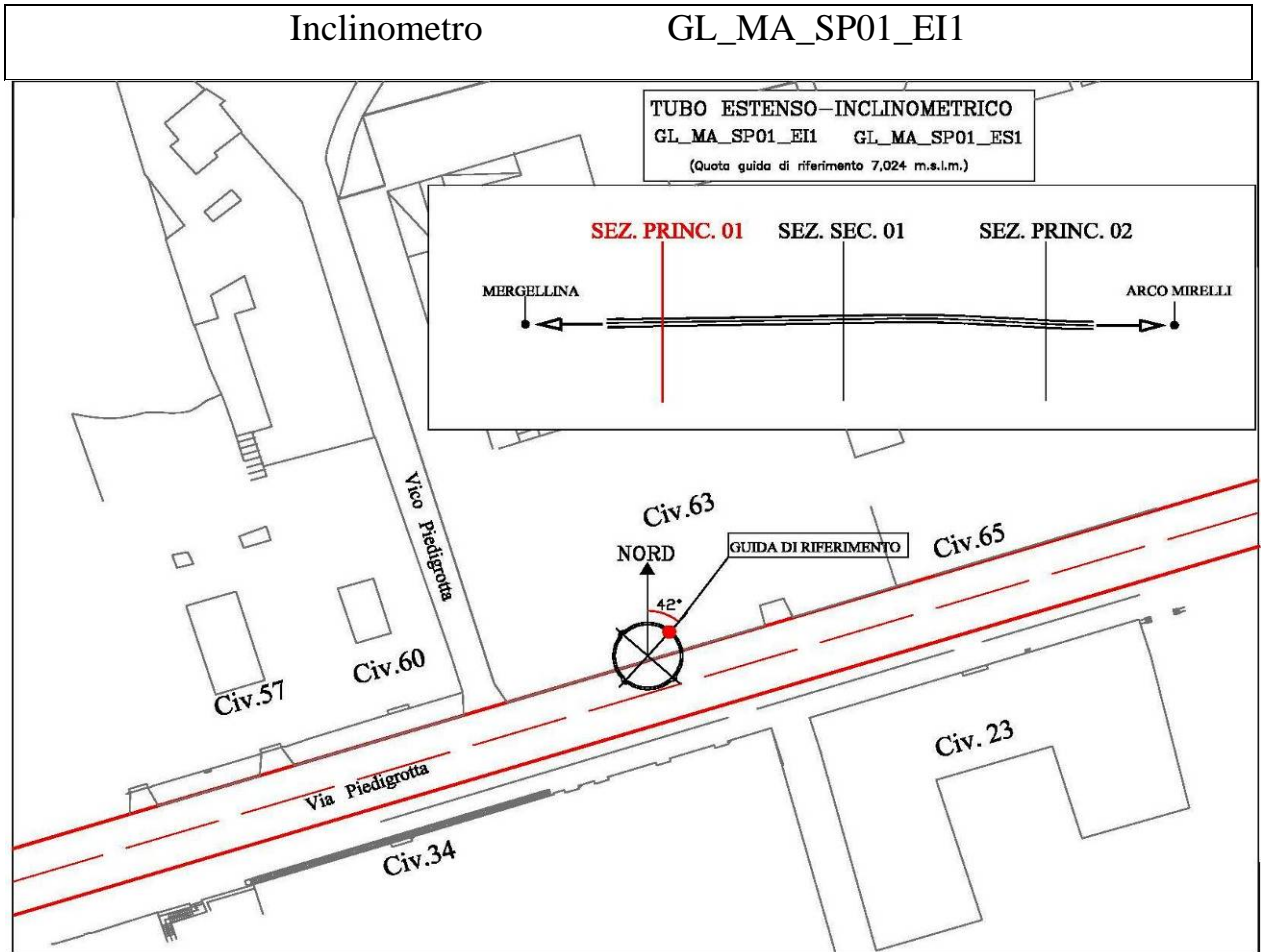 Inclinometro GL_MA_SP01_EI1
TUBO ESTENSO-INCLINOMETRICO
GL_MA_SP01_EI1 GL_MA_SP01_ES1
(Quota guida di riferimento 7,024 m.s.l.m.)
SEZ. PRINC. 01 SEZ. SEC. 01 SEZ. PRINC. 02
MERGELLINA
ARCO MIRELLI
Vico Piedigrotta
Civ.63
NORD
GUIDA DI RIFERIMENTO
Civ.65
42°
Civ.60
Civ.57
Civ. 23
Via Piedigrotta
Civ.34